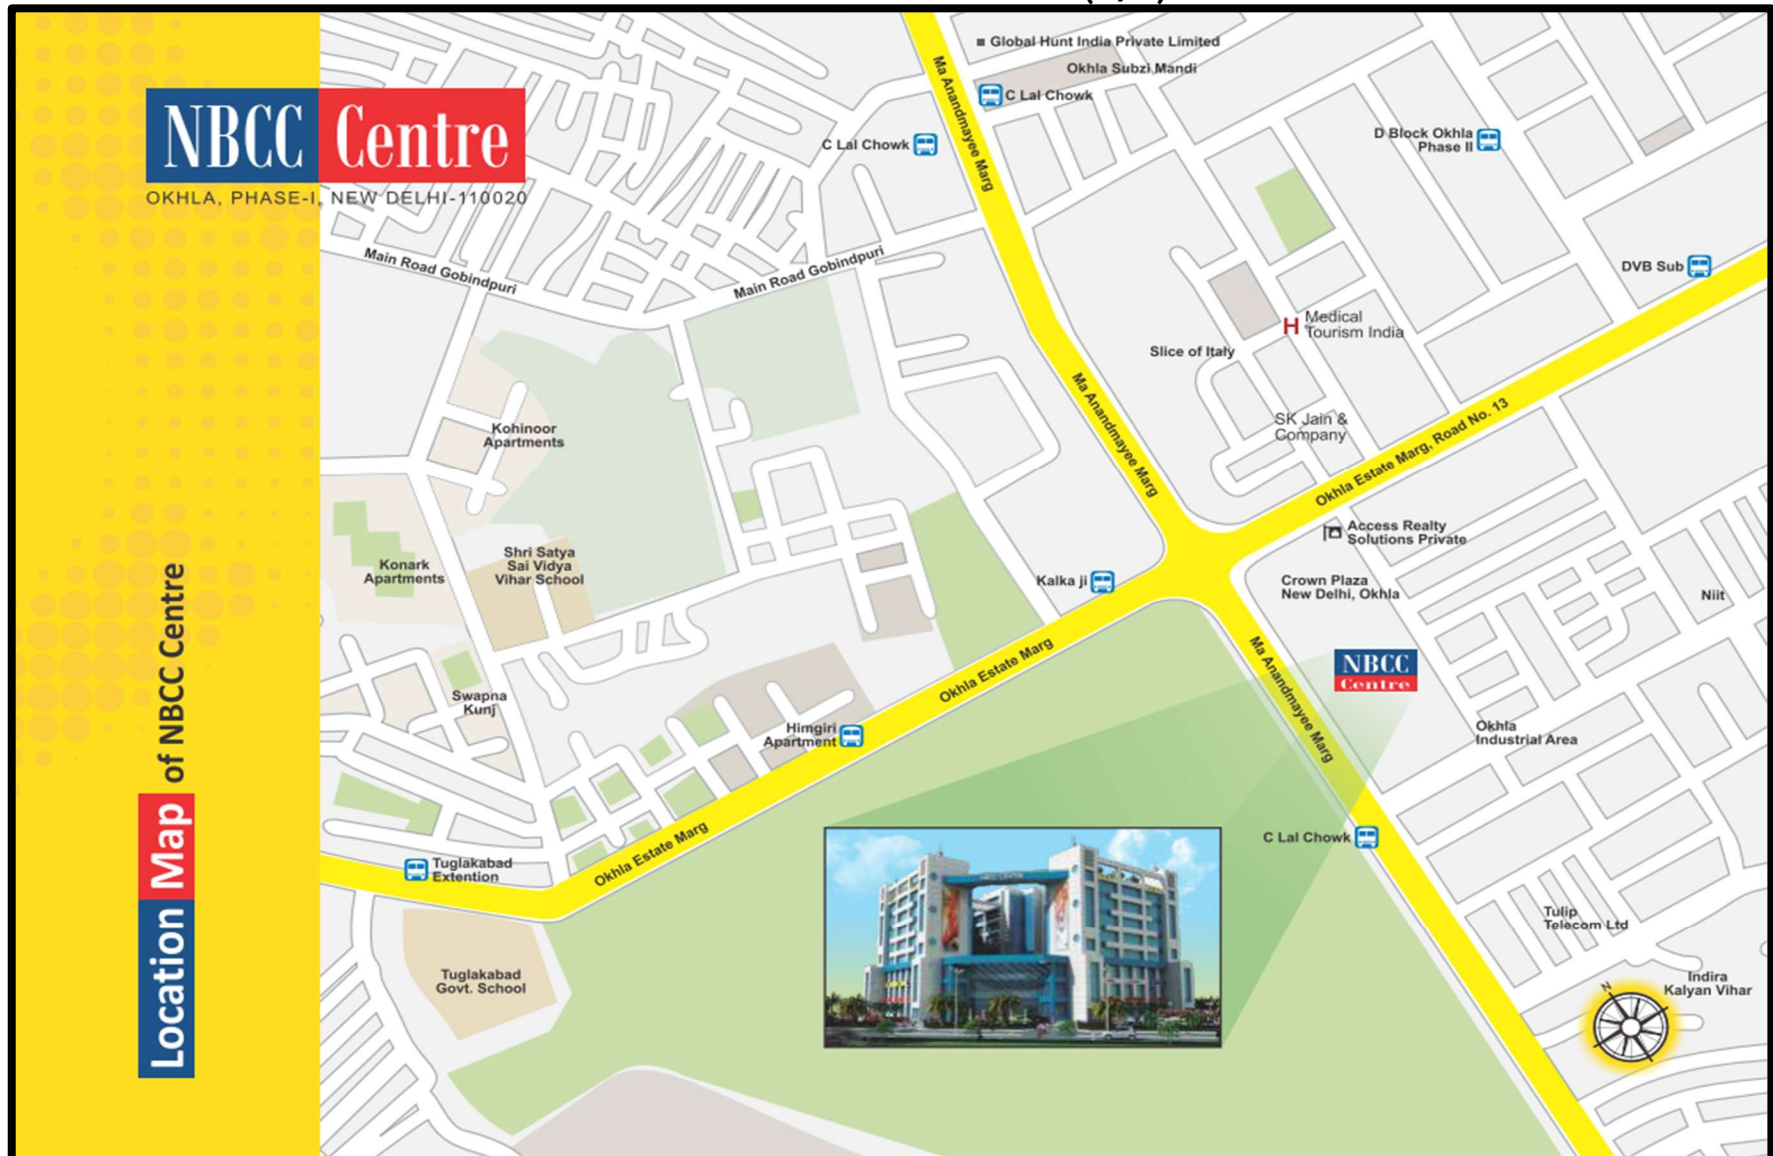 NBCC Centre
OKHLA, PHASE-I, NEW DELHI-110020
Location Map of NBCC Centre
Global Hunt India Private Limited
Okhla Subzi Mandi
C Lal Chowk
C Lal Chowk
Ma Anandmayee Marg
D Block Okhla
Phase II
DVB Sub
Main Road Gobindpuri
Main Road Gobindpuri
H Medical
Tourism India
Slice of Italy
Ma Anandmayee Marg
SK Jain &
Company
Okhla Estate Marg, Road No. 13
Kohinoor
Apartments
Access Realty
Solutions Private
Shri Satya
Sai Vidya
Vihar School
Konark
Apartments
Kalka ji
Crown Plaza
New Delhi, Okhla
Niit
Okhla Estate Marg
Ma Anandmayee Marg
NBCC
Centre
Swapna
Kunj
Himgiri
Apartment
Okhla
Industrial Area
Okhla Estate Marg
C Lal Chowk
Tuglakabad
Extention
Tulip
Telecom Ltd
Tuglakabad
Govt. School
Indira
Kalyan Vihar
N